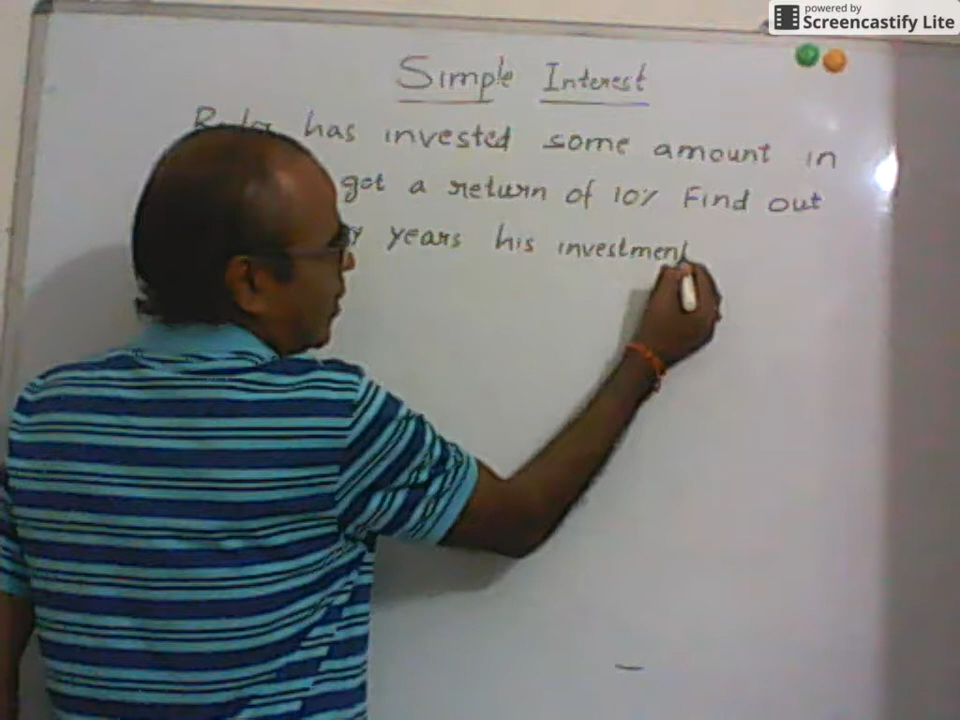 powered by
Screencastify Lite
Simple Interest
has invested some amount in
got a return of 10% Find out
years his investment